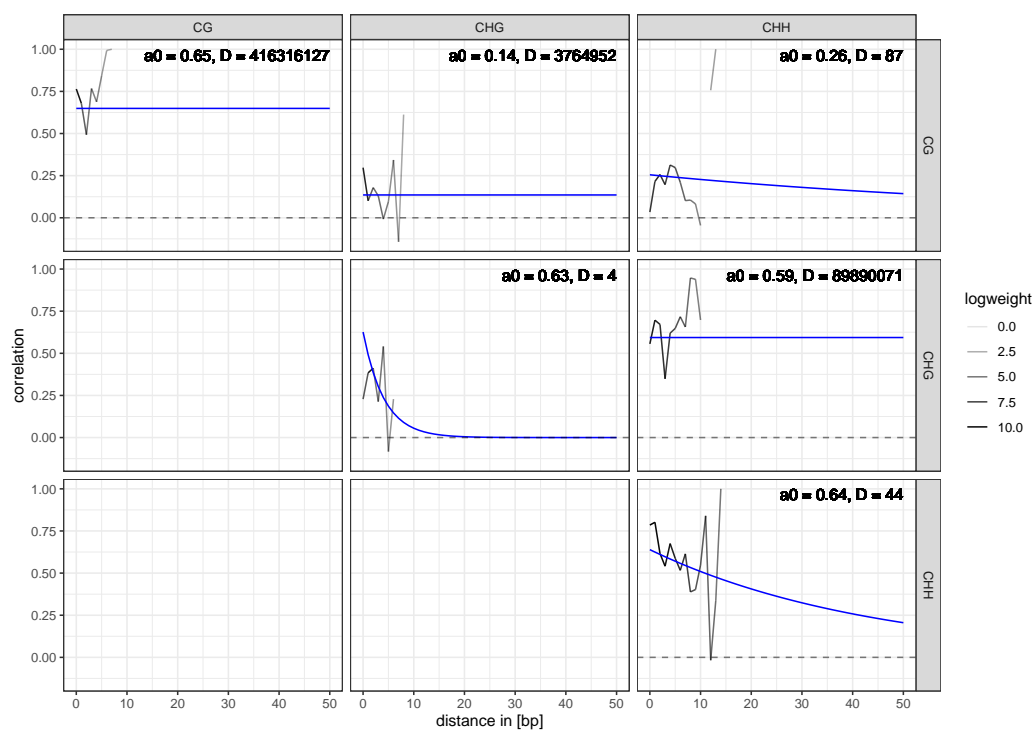 CG CHG CHH
1.00 a0 = 0.65, D = 416316127 a0 = 0.14, D = 3764952 a0 = 0.26, D = 87
0.75
0.50
0.25
0.00
CG
1.00 a0 = 0.63, D = 4 a0 = 0.59, D = 89890071
0.75
0.50
0.25
0.00
CHG
1.00 a0 = 0.64, D = 44
0.75
0.50
0.25
0.00
CHH
0 10 20 30 40 50 0 10 20 30 40 50 0 10 20 30 40 50
distance in [bp]
correlation
logweight
0.0
2.5
5.0
7.5
10.0